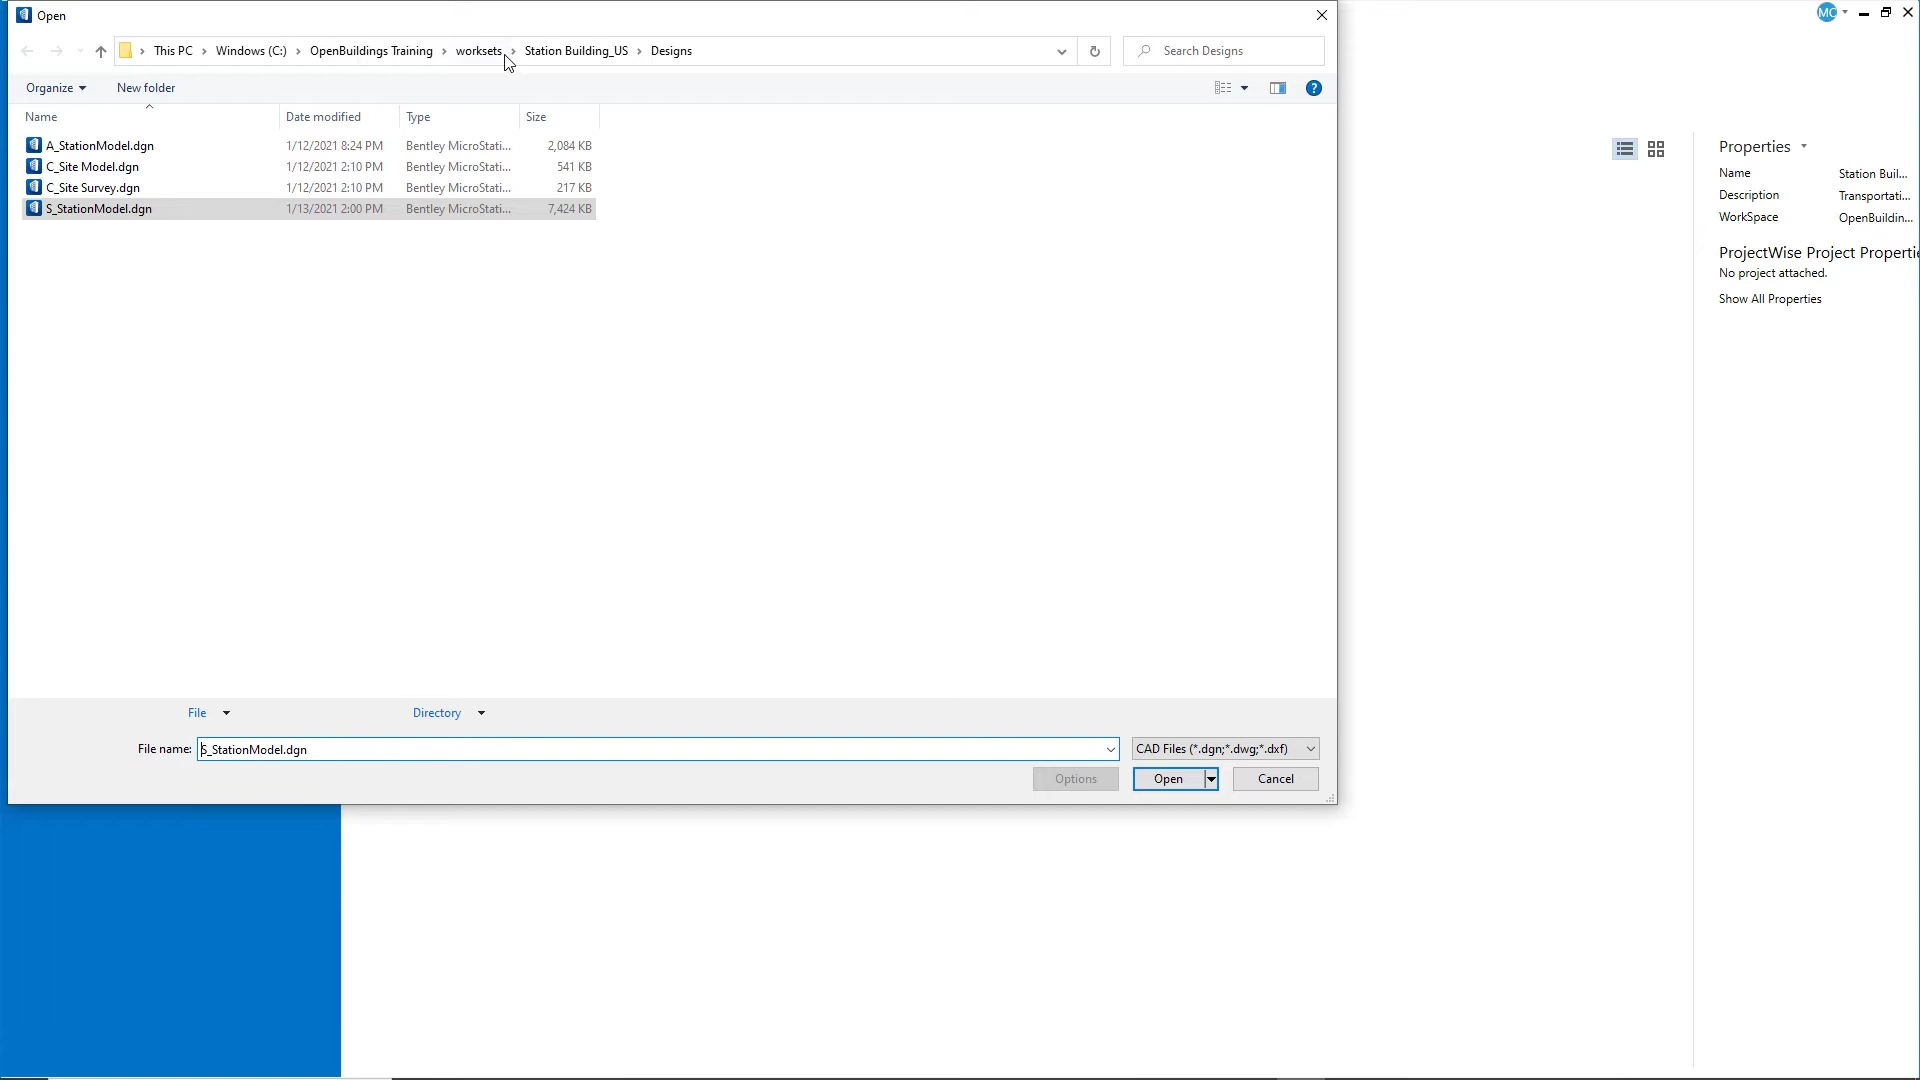 Open
MC
This PC > Windows (C:) > OpenBuildings Training > worksets > Station Building_US > Designs
Search Designs
Organize
New folder
?
Name Date modified Type Size
A_StationModel.dgn 1/12/2021 8:24 PM Bentley MicroStati... 2,084 KB
C_Site Model.dgn 1/12/2021 2:10 PM Bentley MicroStati... 541 KB
C_Site Survey.dgn 1/12/2021 2:10 PM Bentley MicroStati... 217 KB
S_StationModel.dgn 1/13/2021 2:00 PM Bentley MicroStati... 7,424 KB
Properties
Name Station Buil...
Description Transportati...
WorkSpace OpenBuildin...
ProjectWise Project Properti
No project attached.
Show All Properties
File
Directory
File name: S_StationModel.dgn
CAD Files (*.dgn;*.dwg;*.dxf)
Options
Open
Cancel